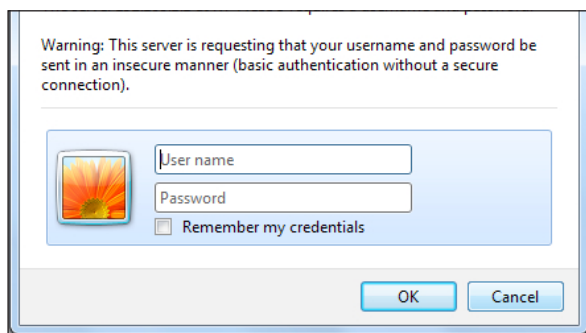 Warning: This server is requesting that your username and password be
sent in an insecure manner (basic authentication without a secure
connection).
User name
Password
Remember my credentials
OK
Cancel